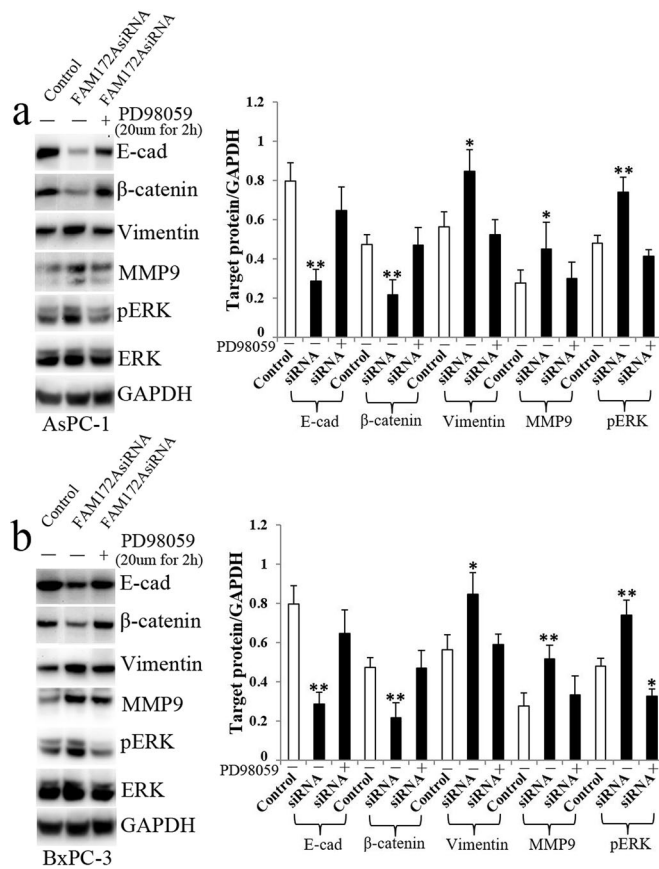 a
Control
FAM172AsiRNA
FAM172AsiRNA
— — + PD98059
(20um for 2h)
E-cad
β-catenin
Vimentin
MMP9
pERK
ERK
GAPDH
AsPC-1
Target protein/GAPDH
1.2
1
0.8
0.6
0.4
0.2
0
** ** * * **
PD98059 — — + — — + — — + — — + — — +
Control siRNA siRNA Control siRNA siRNA Control siRNA siRNA Control siRNA siRNA Control siRNA siRNA
E-cad β-catenin Vimentin MMP9 pERK
b
Control
FAM172AsiRNA
FAM172AsiRNA
— — + PD98059
(20um for 2h)
E-cad
β-catenin
Vimentin
MMP9
pERK
ERK
GAPDH
BxPC-3
Target protein/GAPDH
1.2
1
0.8
0.6
0.4
0.2
0
** ** * ** ** *
PD98059 — — + — — + — — + — — + — — +
Control siRNA siRNA Control siRNA siRNA Control siRNA siRNA Control siRNA siRNA Control siRNA siRNA
E-cad β-catenin Vimentin MMP9 pERK